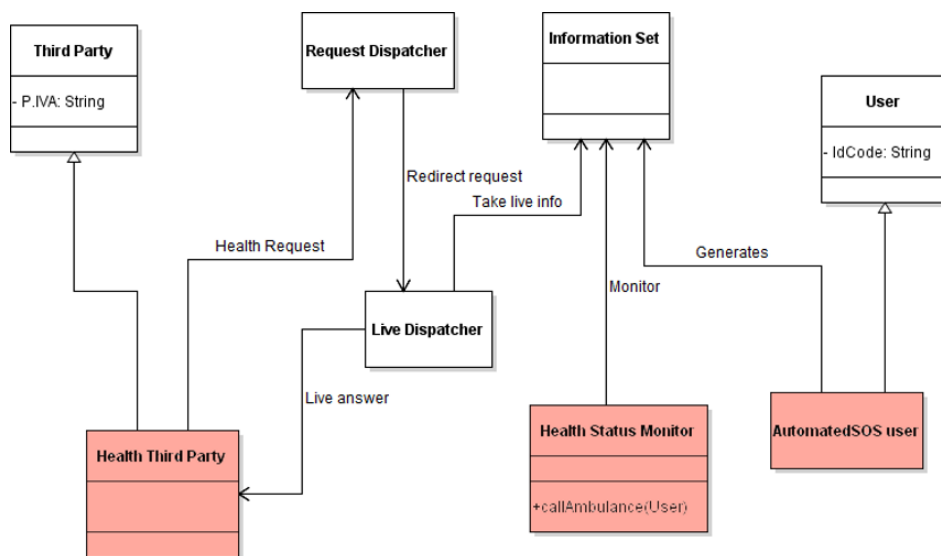 Third Party
- P.IVA: String
Request Dispatcher
Information Set
User
- IdCode: String
Redirect request
Take live info
Health Request
Generates
Monitor
Live Dispatcher
Live answer
Health Third Party
Health Status Monitor
+callAmbulance(User)
AutomatedSOS user